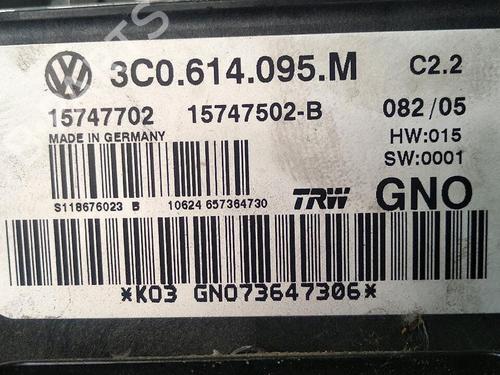 3C0.614.095.M C2.2
15747702 15747502-B 082/05
MADE IN GERMANY HW:015
SW:0001
S118676023 B 10624 657364730 TRW GNO
*K03 GNO73647306*